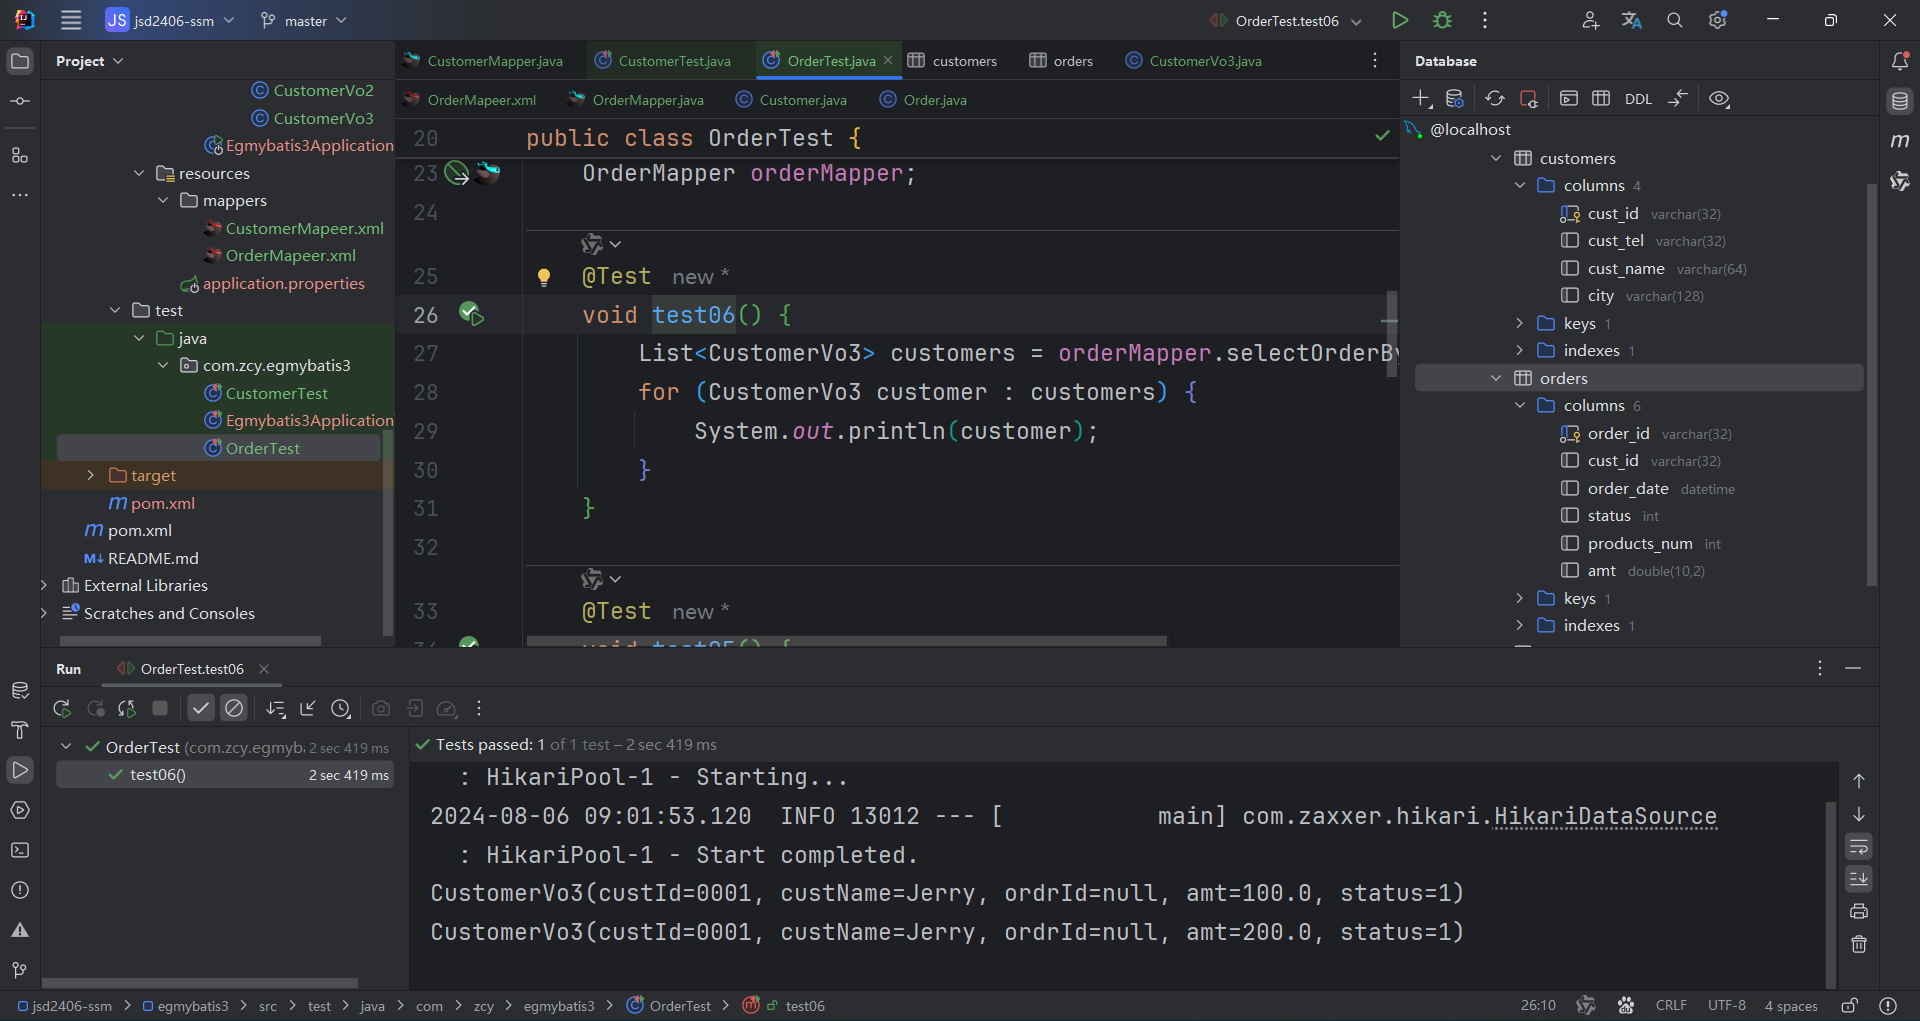 JS jsd2406-ssm master OrderTest.test06
Project
CustomerVo2
CustomerVo3
Egmybatis3Application
resources
mappers
CustomerMapeer.xml
OrderMapeer.xml
application.properties
test
java
com.zcy.egmybatis3
CustomerTest
Egmybatis3Application
OrderTest
target
pom.xml
pom.xml
README.md
External Libraries
Scratches and Consoles
CustomerMapper.java CustomerTest.java OrderTest.java customers orders CustomerVo3.java
OrderMapeer.xml OrderMapper.java Customer.java Order.java
20 public class OrderTest {
23 OrderMapper orderMapper;
24
25 @Test new *
26 void test06() {
27 List<CustomerVo3> customers = orderMapper.selectOrderBy
28 for (CustomerVo3 customer : customers) {
29 System.out.println(customer);
30 }
31 }
32
33 @Test new *
34 void test05() {
Database
DDL
@localhost
customers
columns 4
cust_id varchar(32)
cust_tel varchar(32)
cust_name varchar(64)
city varchar(128)
keys 1
indexes 1
orders
columns 6
order_id varchar(32)
cust_id varchar(32)
order_date datetime
status int
products_num int
amt double(10,2)
keys 1
indexes 1
Run OrderTest.test06
OrderTest (com.zcy.egmyba 2 sec 419 ms
test06() 2 sec 419 ms
Tests passed: 1 of 1 test – 2 sec 419 ms
: HikariPool-1 - Starting...
2024-08-06 09:01:53.120 INFO 13012 --- [ main] com.zaxxer.hikari.HikariDataSource
: HikariPool-1 - Start completed.
CustomerVo3(custId=0001, custName=Jerry, ordrId=null, amt=100.0, status=1)
CustomerVo3(custId=0001, custName=Jerry, ordrId=null, amt=200.0, status=1)
jsd2406-ssm egmybatis3 src test java com zcy egmybatis3 OrderTest test06 26:10 CRLF UTF-8 4 spaces